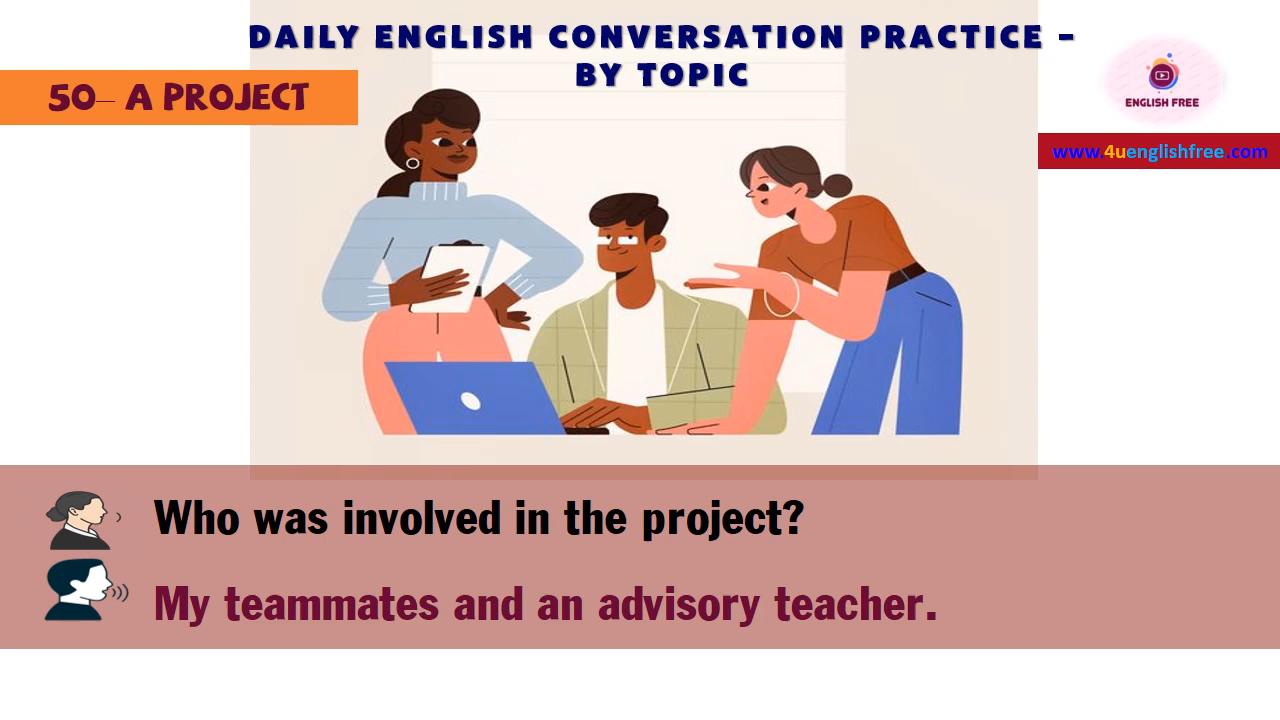 DAILY ENGLISH CONVERSATION PRACTICE –
BY TOPIC
50– A PROJECT
ENGLISH FREE
www.4uenglishfree.com
Who was involved in the project?
My teammates and an advisory teacher.